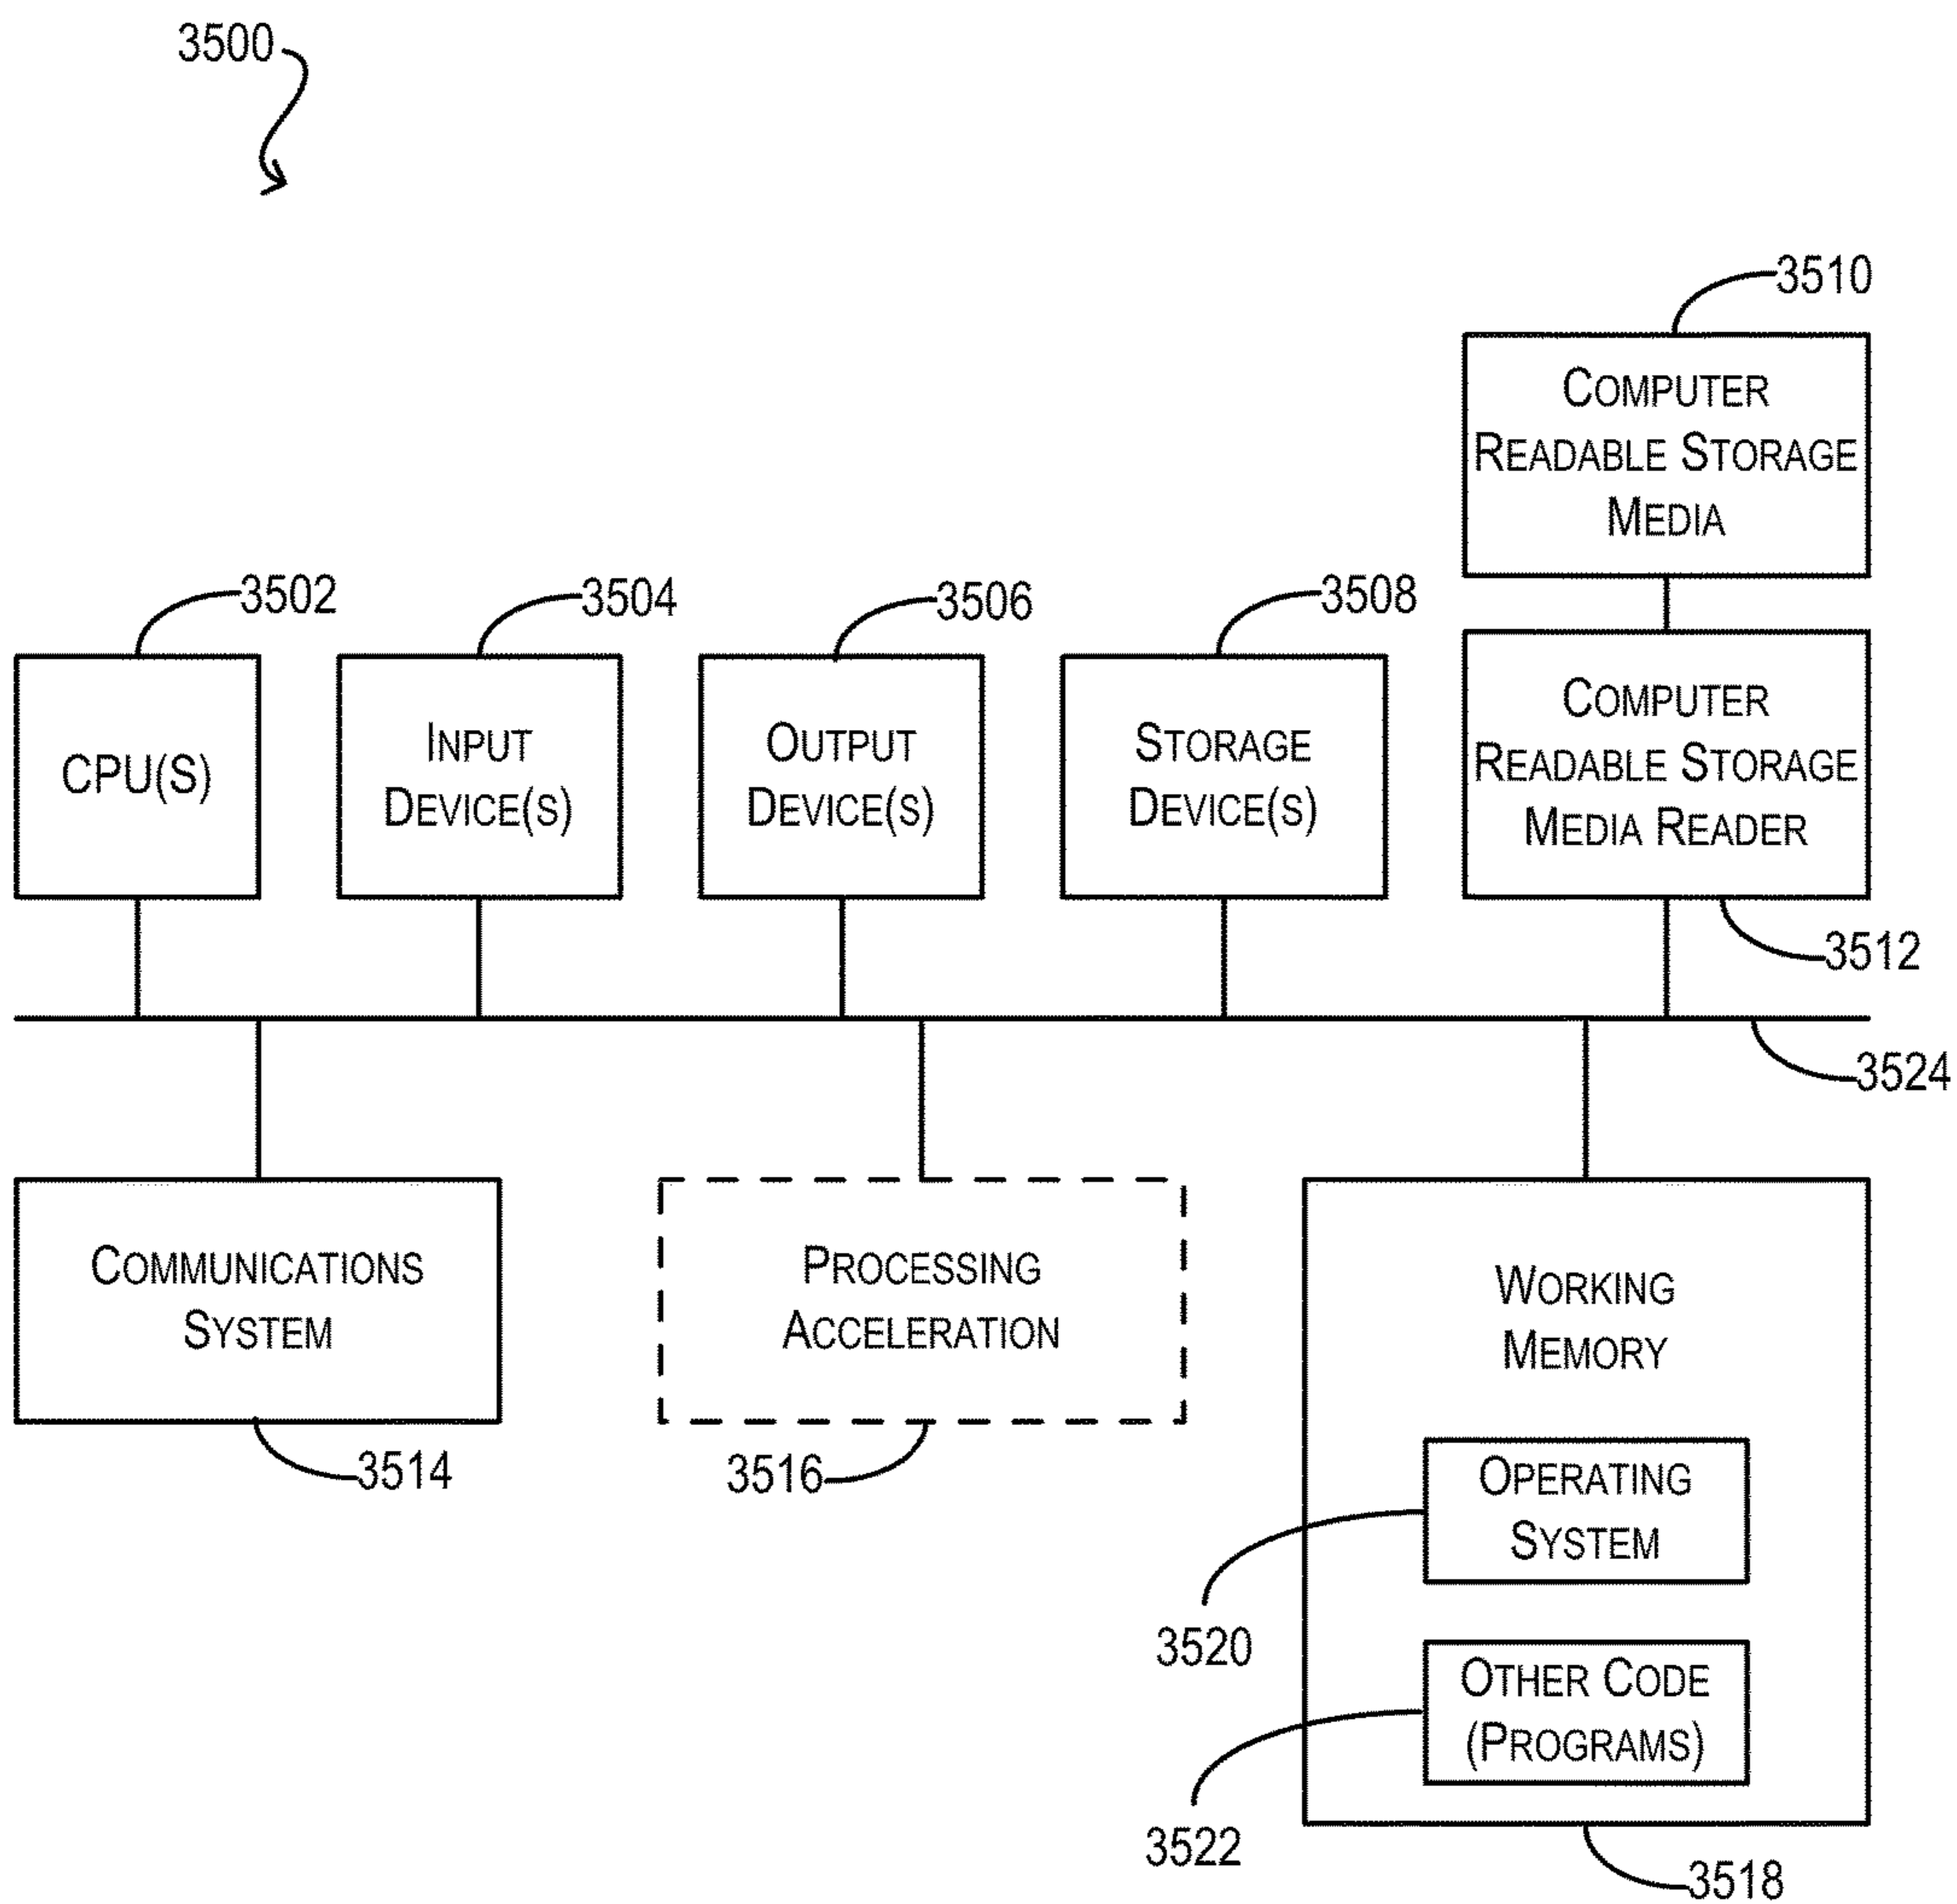 3500
3510
COMPUTER
READABLE STORAGE
MEDIA
3502
3504
3506
3508
CPU(S)
INPUT
DEVICE(S)
OUTPUT
DEVICE(S)
STORAGE
DEVICE(S)
COMPUTER
READABLE STORAGE
MEDIA READER
3512
3524
COMMUNICATIONS
SYSTEM
3514
PROCESSING
ACCELERATION
3516
WORKING
MEMORY
OPERATING
SYSTEM
3520
OTHER CODE
(PROGRAMS)
3522
3518